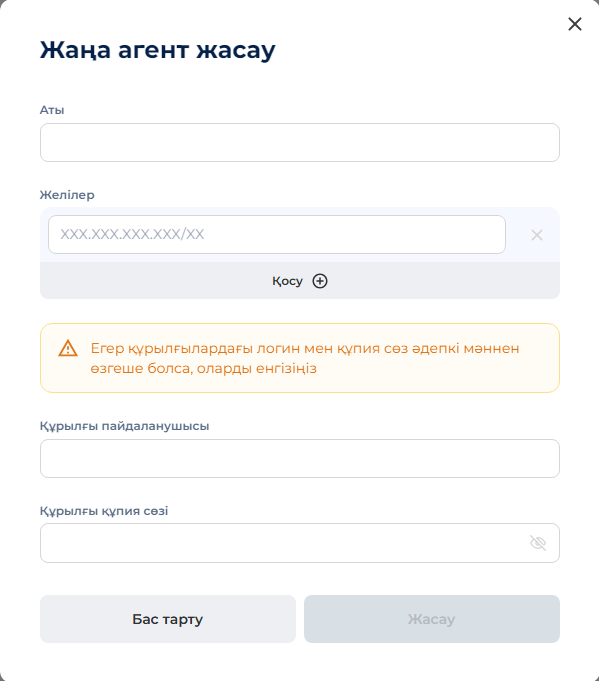 Жаңа агент жасау
Аты
Желілер
XXX.XXX.XXX.XXX/XX
Қосу
Егер құрылғылардағы логин мен құпия сөз әдепкі мәннен
өзгеше болса, оларды енгізіңіз
Құрылғы пайдаланушысы
Құрылғы құпия сөзі
Бас тарту
Жасау